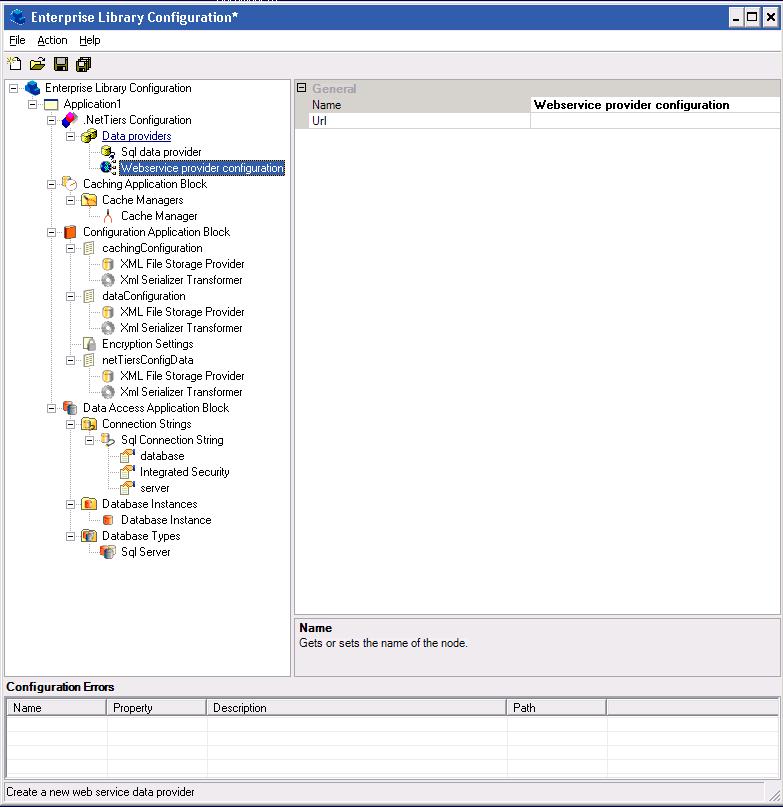 Enterprise Library Configuration*
File Action Help
Enterprise Library Configuration
Application1
.NetTiers Configuration
Data providers
Sql data provider
Webservice provider configuration
Caching Application Block
Cache Managers
Cache Manager
Configuration Application Block
cachingConfiguration
XML File Storage Provider
Xml Serializer Transformer
dataConfiguration
XML File Storage Provider
Xml Serializer Transformer
Encryption Settings
netTiersConfigData
XML File Storage Provider
Xml Serializer Transformer
Data Access Application Block
Connection Strings
Sql Connection String
database
Integrated Security
server
Database Instances
Database Instance
Database Types
Sql Server
General
Name Webservice provider configuration
Url
Name
Gets or sets the name of the node.
Configuration Errors
Name Property Description Path
Create a new web service data provider